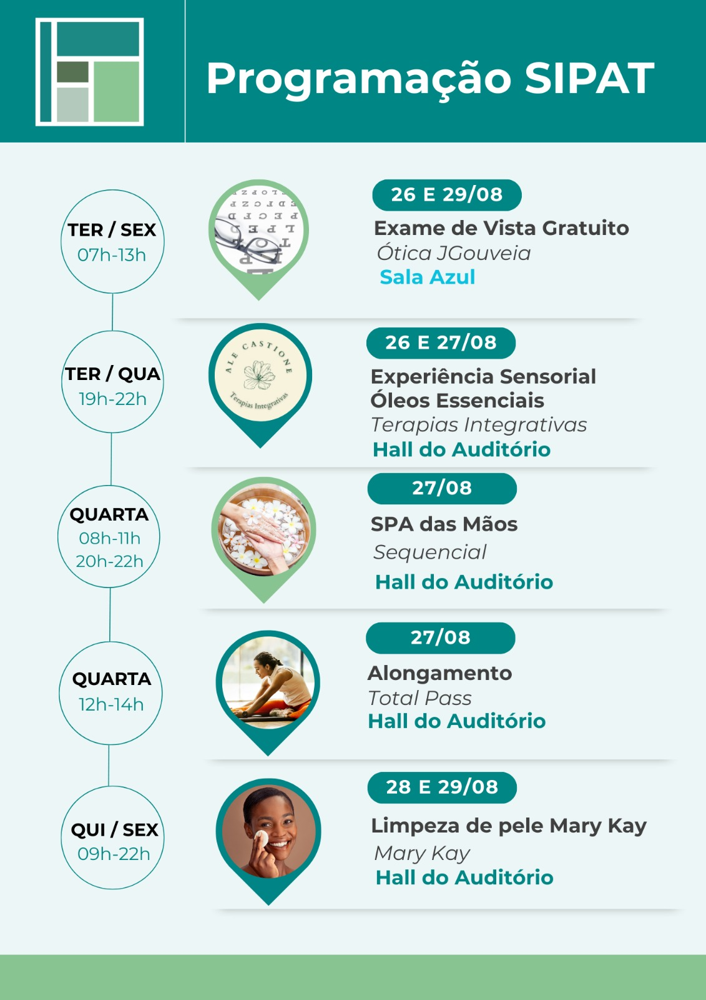 Programação SIPAT
TER / SEX
07h-13h
26 E 29/08
Exame de Vista Gratuito
Ótica JGouveia
Sala Azul
TER / QUA
19h-22h
ALE CASTIONE
Terapias Integrativas
26 E 27/08
Experiência Sensorial
Óleos Essenciais
Terapias Integrativas
Hall do Auditório
QUARTA
08h-11h
20h-22h
27/08
SPA das Mãos
Sequencial
Hall do Auditório
QUARTA
12h-14h
27/08
Alongamento
Total Pass
Hall do Auditório
QUI / SEX
09h-22h
28 E 29/08
Limpeza de pele Mary Kay
Mary Kay
Hall do Auditório